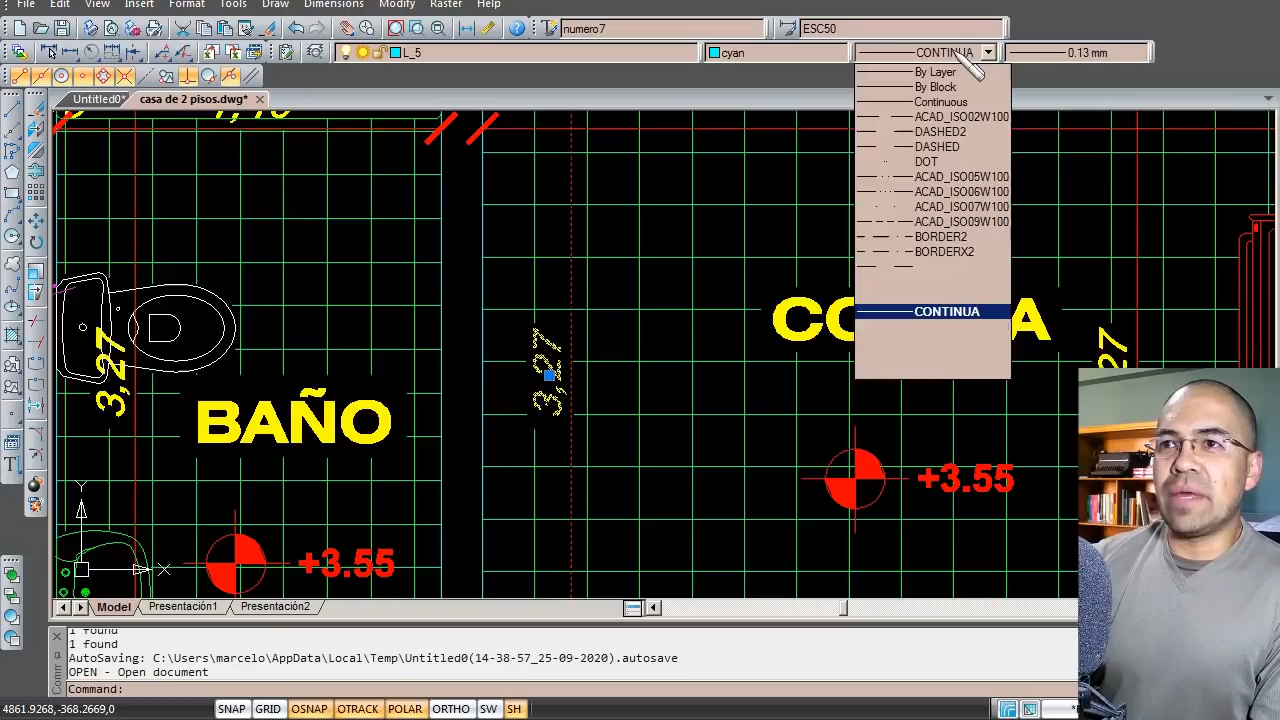 File Edit View Insert Format Tools Draw Dimensions Modify Raster Help
numero7
ESC50
L_5
cyan
CONTINUA
0.13 mm
By Layer
By Block
Continuous
ACAD_ISO02W100
DASHED2
DASHED
DOT
ACAD_ISO05W100
ACAD_ISO06W100
ACAD_ISO07W100
ACAD_ISO09W100
BORDER2
BORDERX2
CONTINUA
Untitled0*
casa de 2 pisos.dwg*
3,27
3,27
27
BAÑO
+3.55
+3.55
Y
X
Model
Presentación1
Presentación2
1 found
1 found
AutoSaving: C:\Users\marcelo\AppData\Local\Temp\Untitled0(14-38-57_25-09-2020).autosave
OPEN - Open document
Command:
4861.9268,-368.2669,0
SNAP GRID OSNAP OTRACK POLAR ORTHO SW SH